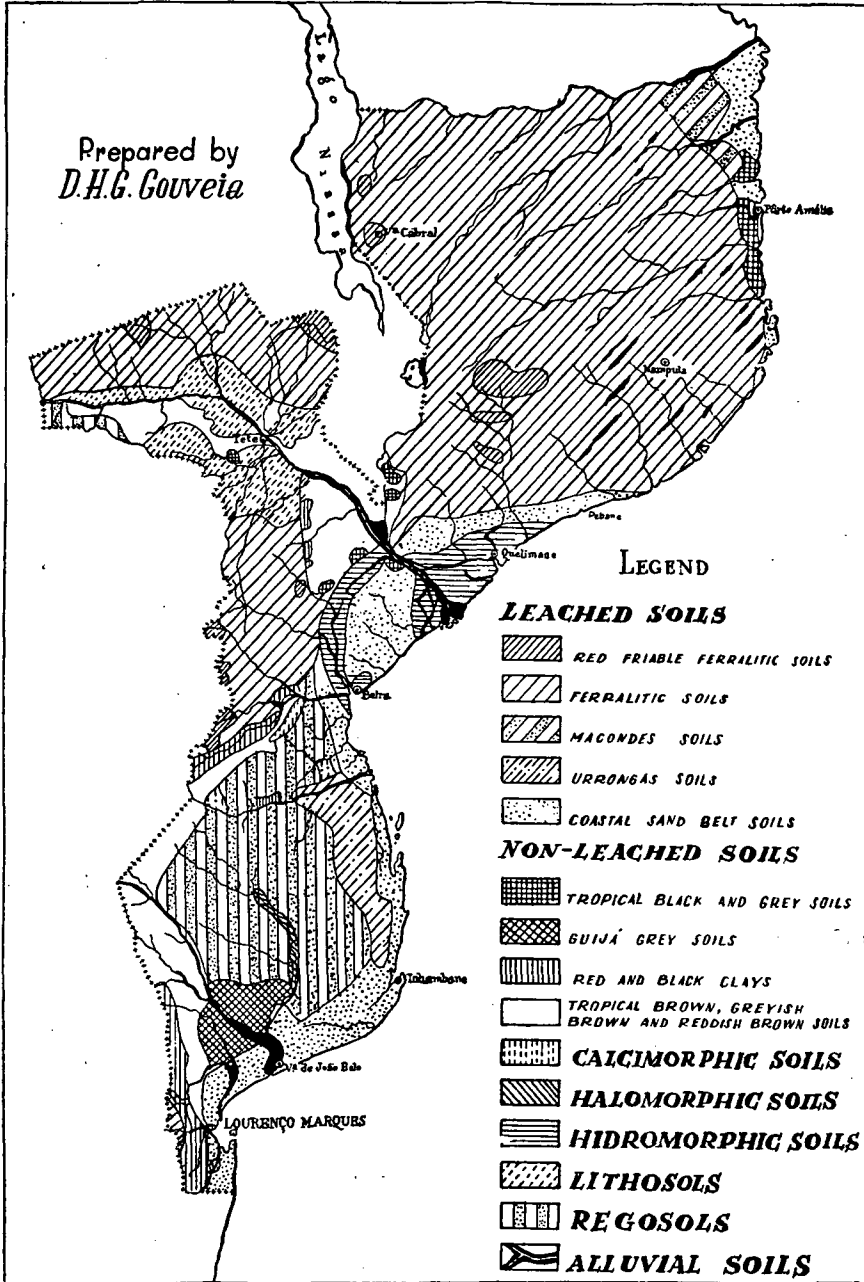 Lago Niassa
Prepared by
D.H.G. Gouveia
Pôrto Amélia
Va Cabral
Nampula
Tete
Pebane
Quelimane
Beira
Inhambane
Va de João Belo
LOURENÇO MARQUES
LEGEND
LEACHED SOILS
RED FRIABLE FERRALITIC SOILS
FERRALITIC SOILS
MACONDES SOILS
URRONGAS SOILS
COASTAL SAND BELT SOILS
NON-LEACHED SOILS
TROPICAL BLACK AND GREY SOILS
GUIJÁ GREY SOILS
RED AND BLACK CLAYS
TROPICAL BROWN, GREYISH
BROWN AND REDDISH BROWN SOILS
CALCIMORPHIC SOILS
HALOMORPHIC SOILS
HIDROMORPHIC SOILS
LITHOSOLS
REGOSOLS
ALLUVIAL SOILS